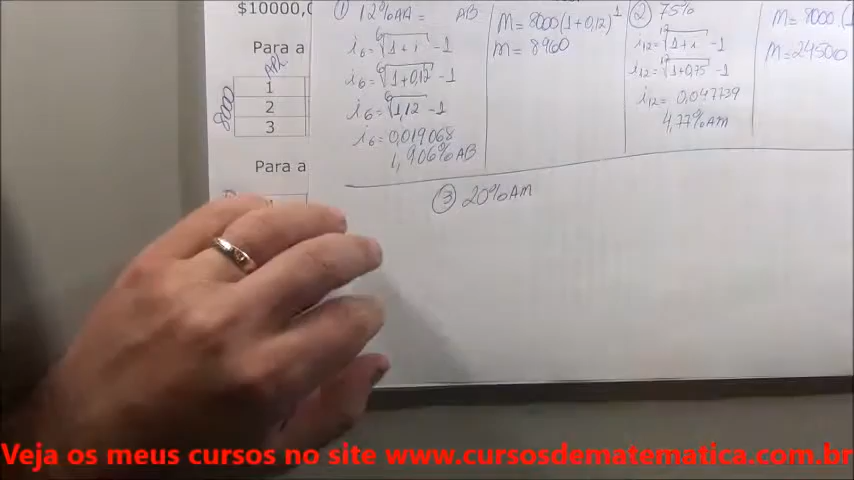 $10000,0
Para a
APL
8000
1
2
3
Para a
① 12%AA = AB
i6 = 6√1+i -1
i6 = 6√1+0,12 -1
i6 = 6√1,12 -1
i6 = 0,019068
1,906%AB
M = 8000(1+0,12)^1
M = 8960
② 75%
i12 = 12√1+i -1
i12 = 12√1+0,75 -1
i12 = 0,047739
4,77%AM
M = 8000.(1
③ 20%AM
Veja os meus cursos no site www.cursosdematematica.com.br